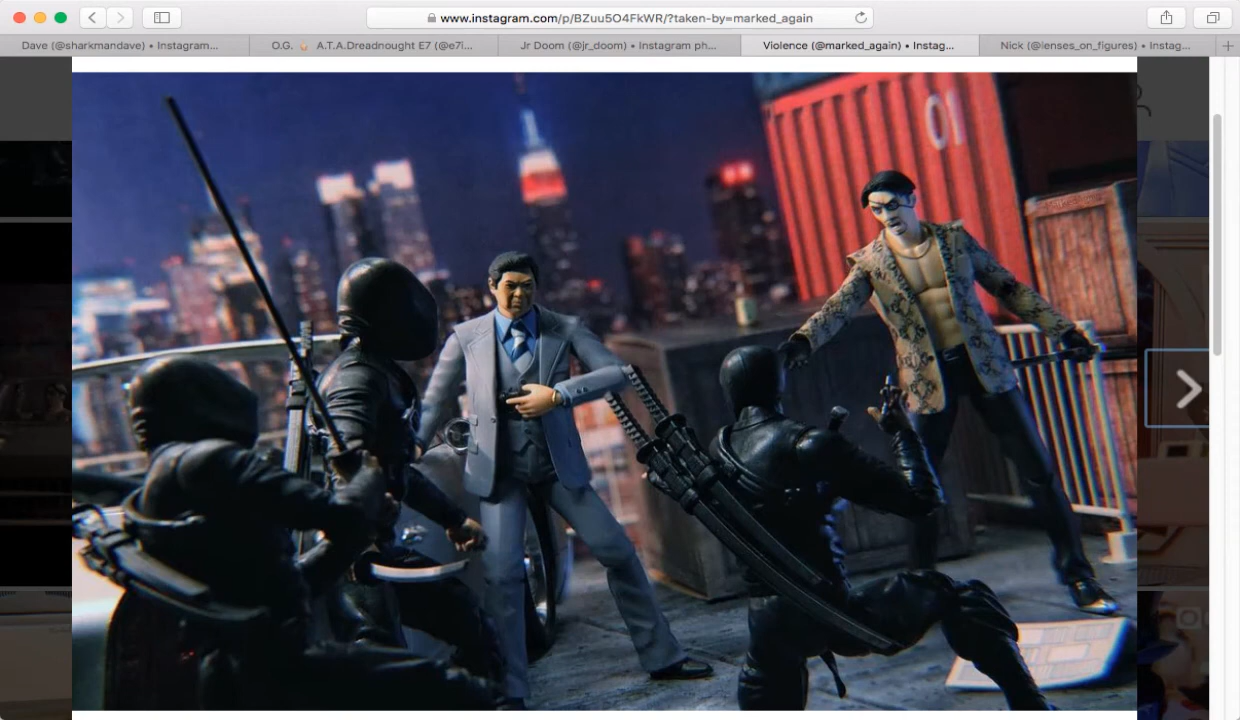 www.instagram.com/p/BZuu5O4FkWR/?taken-by=marked_again
Dave (@sharkmandave) • Instagram...
O.G. 👊🏻 A.T.A.Dreadnought E7 (@e7i...
Jr Doom (@jr_doom) • Instagram ph...
Violence (@marked_again) • Instag...
Nick (@lenses_on_figures) • Instag...
01